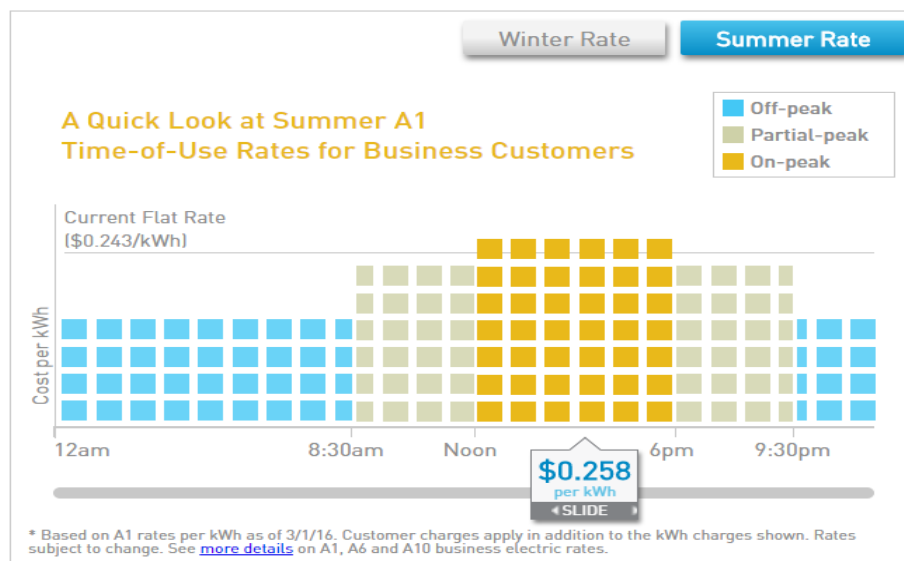 Winter Rate
Summer Rate
A Quick Look at Summer A1
Time-of-Use Rates for Business Customers
Off-peak
Partial-peak
On-peak
Current Flat Rate
($0.243/kWh)
Cost per kWh
12am
8:30am
Noon
6pm
9:30pm
$0.258
per kWh
SLIDE
* Based on A1 rates per kWh as of 3/1/16. Customer charges apply in addition to the kWh charges shown. Rates
subject to change. See more details on A1, A6 and A10 business electric rates.